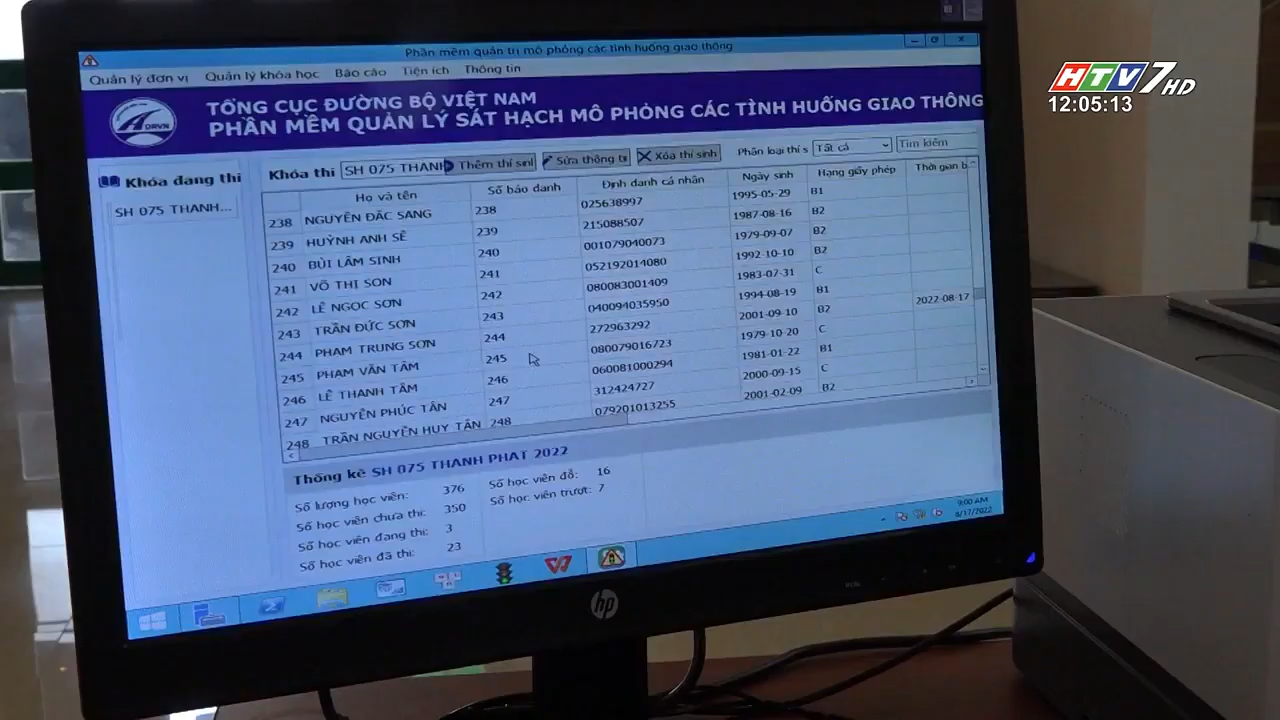 HTV7 HD
12:05:13
Phần mềm quản trị mô phỏng các tình huống giao thông
Quản lý đơn vị Quản lý khóa học Báo cáo Tiện ích Thông tin
DRVN
TỔNG CỤC ĐƯỜNG BỘ VIỆT NAM
PHẦN MỀM QUẢN LÝ SÁT HẠCH MÔ PHỎNG CÁC TÌNH HUỐNG GIAO THÔNG
Khóa đang thi
SH 075 THANH...
Khóa thi SH 075 THANH Thêm thí sinh Sửa thông ti Xóa thí sinh Phân loại thí s Tất cả Tìm kiếm
Họ và tên Số báo danh Định danh cá nhân Ngày sinh Hạng giấy phép Thời gian b
238 NGUYỄN ĐẮC SANG 238 025638997 1995-05-29 B1
239 HUỲNH ANH SÊ 239 215088507 1987-08-16 B2
240 BÙI LÂM SINH 240 001079040073 1979-09-07 B2
241 VÕ THỊ SON 241 052192014080 1992-10-10 B2
242 LÊ NGỌC SƠN 242 080083001409 1983-07-31 C
243 TRẦN ĐỨC SƠN 243 040094035950 1994-08-19 B1
244 PHẠM TRUNG SƠN 244 272963292 2001-09-10 B2 2022-08-17
245 PHẠM VĂN TÂM 245 080079016723 1979-10-20 C
246 LÊ THANH TÂM 246 060081000294 1981-01-22 B1
247 NGUYỄN PHÚC TÂN 247 312424727 2000-09-15 C
248 TRẦN NGUYỄN HUY TÂN 248 079201013255 2001-02-09 B2
Thống kê SH 075 THANH PHAT 2022
Số lượng học viên: 376
Số học viên chưa thi: 350
Số học viên đang thi: 3
Số học viên đã thi: 23
Số học viên đỗ: 16
Số học viên trượt: 7
9:00 AM
8/17/2022
hp